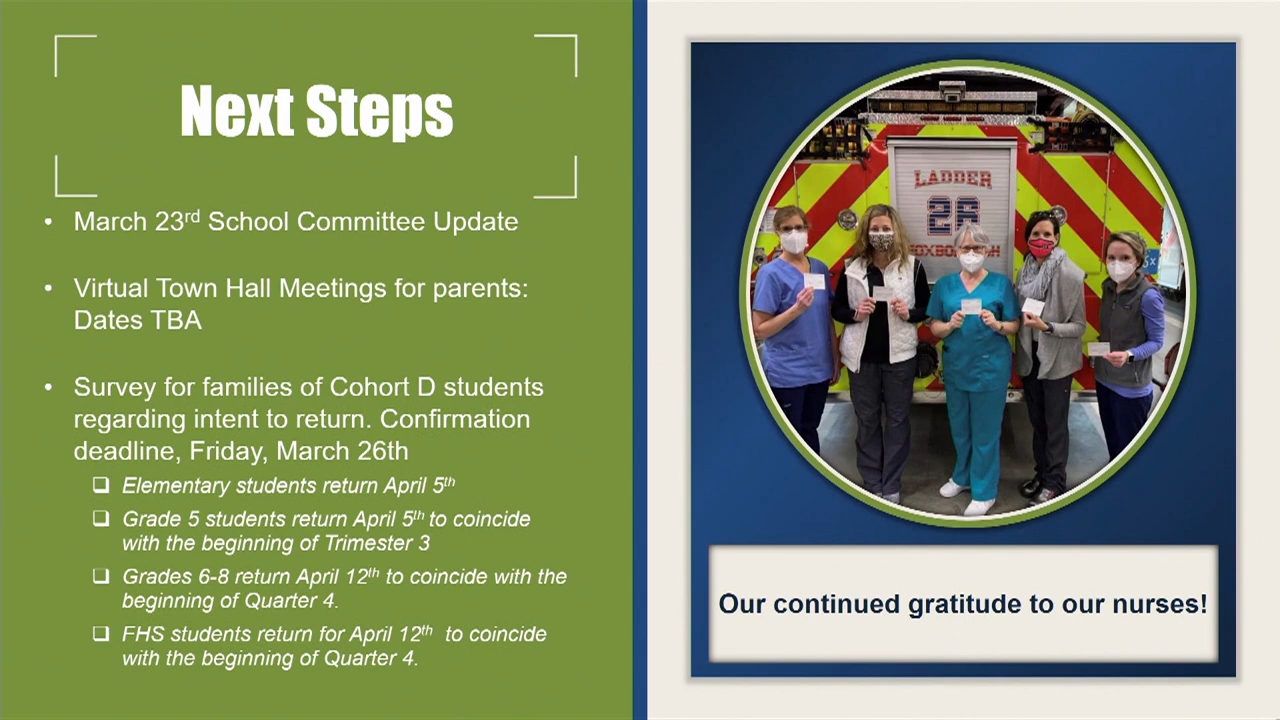 Next Steps
• March 23rd School Committee Update
• Virtual Town Hall Meetings for parents:
Dates TBA
• Survey for families of Cohort D students
regarding intent to return. Confirmation
deadline, Friday, March 26th
❑ Elementary students return April 5th
❑ Grade 5 students return April 5th to coincide
with the beginning of Trimester 3
❑ Grades 6-8 return April 12th to coincide with the
beginning of Quarter 4.
❑ FHS students return for April 12th to coincide
with the beginning of Quarter 4.
LADDER
Our continued gratitude to our nurses!